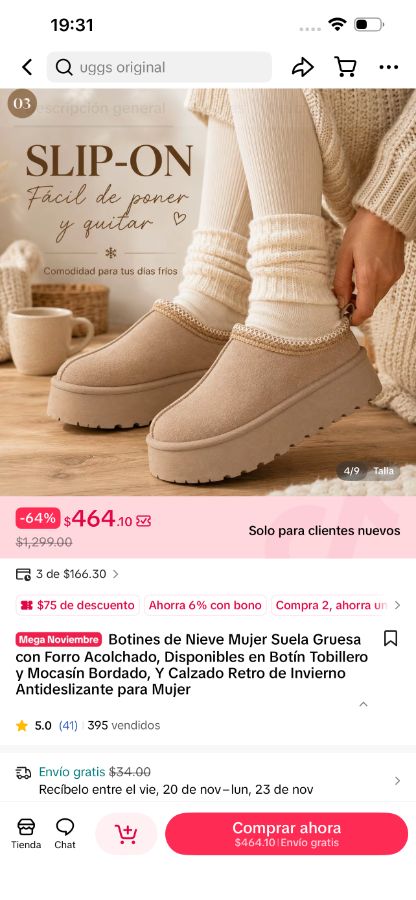 19:31
uggs original
03
escripción general
SLIP-ON
Fácil de poner
y quitar
Comodidad para tus días fríos
4/9 Talla
-64% $464.10
$1,299.00
Solo para clientes nuevos
3 de $166.30
$75 de descuento
Ahorra 6% con bono
Compra 2, ahorra un
Mega Noviembre Botines de Nieve Mujer Suela Gruesa
con Forro Acolchado, Disponibles en Botín Tobillero
y Mocasín Bordado, Y Calzado Retro de Invierno
Antideslizante para Mujer
5.0 (41) 395 vendidos
Envío gratis $34.00
Recíbelo entre el vie, 20 de nov–lun, 23 de nov
Tienda
Chat
Comprar ahora
$464.10 | Envío gratis